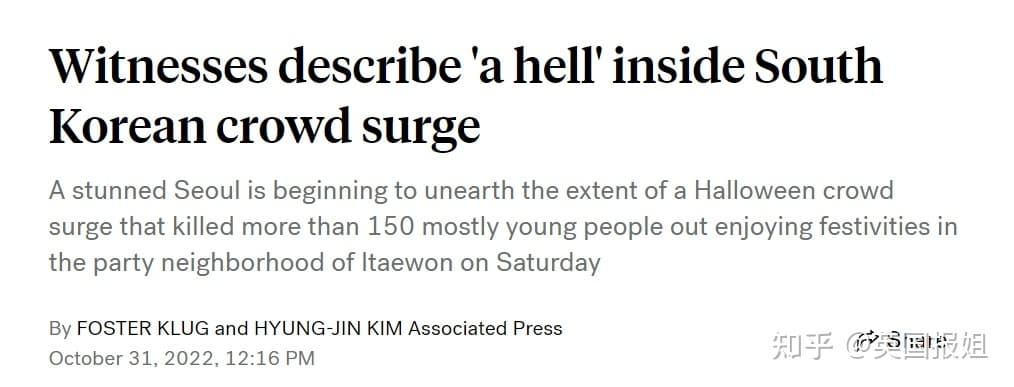 Witnesses describe 'a hell' inside South
Korean crowd surge
A stunned Seoul is beginning to unearth the extent of a Halloween crowd
surge that killed more than 150 mostly young people out enjoying festivities in
the party neighborhood of Itaewon on Saturday
By FOSTER KLUG and HYUNG-JIN KIM Associated Press
October 31, 2022, 12:16 PM
Share
知乎 @英国报姐